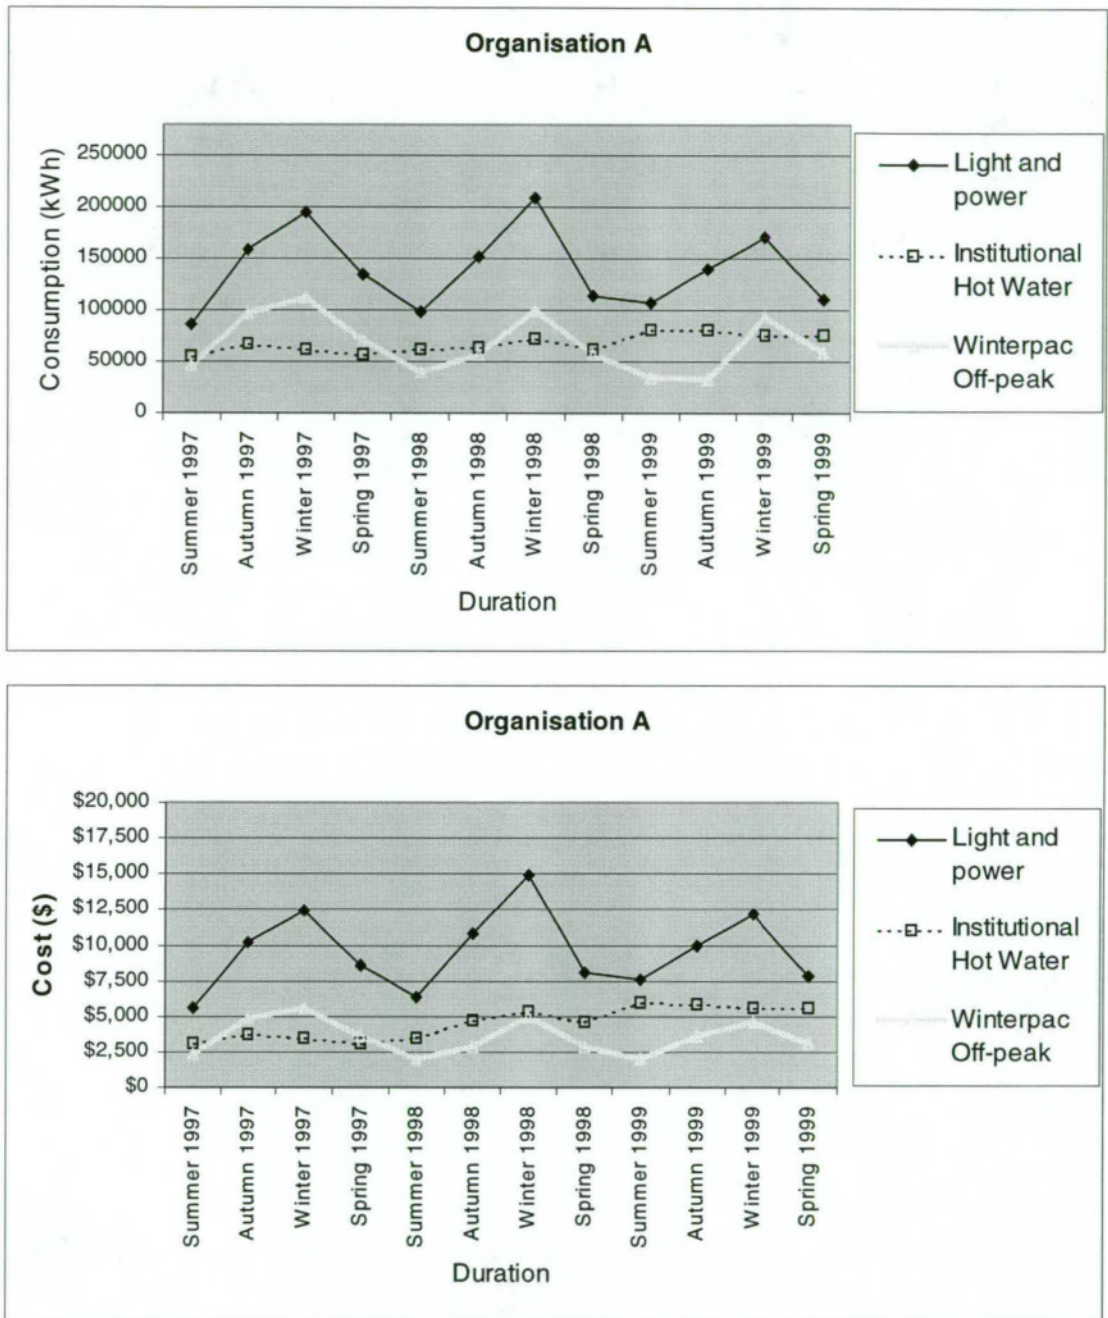 Organisation A
Consumption (kWh)
250000
200000
150000
100000
50000
0
Summer 1997
Autumn 1997
Winter 1997
Spring 1997
Summer 1998
Autumn 1998
Winter 1998
Spring 1998
Summer 1999
Autumn 1999
Winter 1999
Spring 1999
Duration
Light and
power
Institutional
Hot Water
Winterpac
Off-peak
Organisation A
Cost ($)
$20,000
$17,500
$15,000
$12,500
$10,000
$7,500
$5,000
$2,500
$0
Summer 1997
Autumn 1997
Winter 1997
Spring 1997
Summer 1998
Autumn 1998
Winter 1998
Spring 1998
Summer 1999
Autumn 1999
Winter 1999
Spring 1999
Duration
Light and
power
Institutional
Hot Water
Winterpac
Off-peak